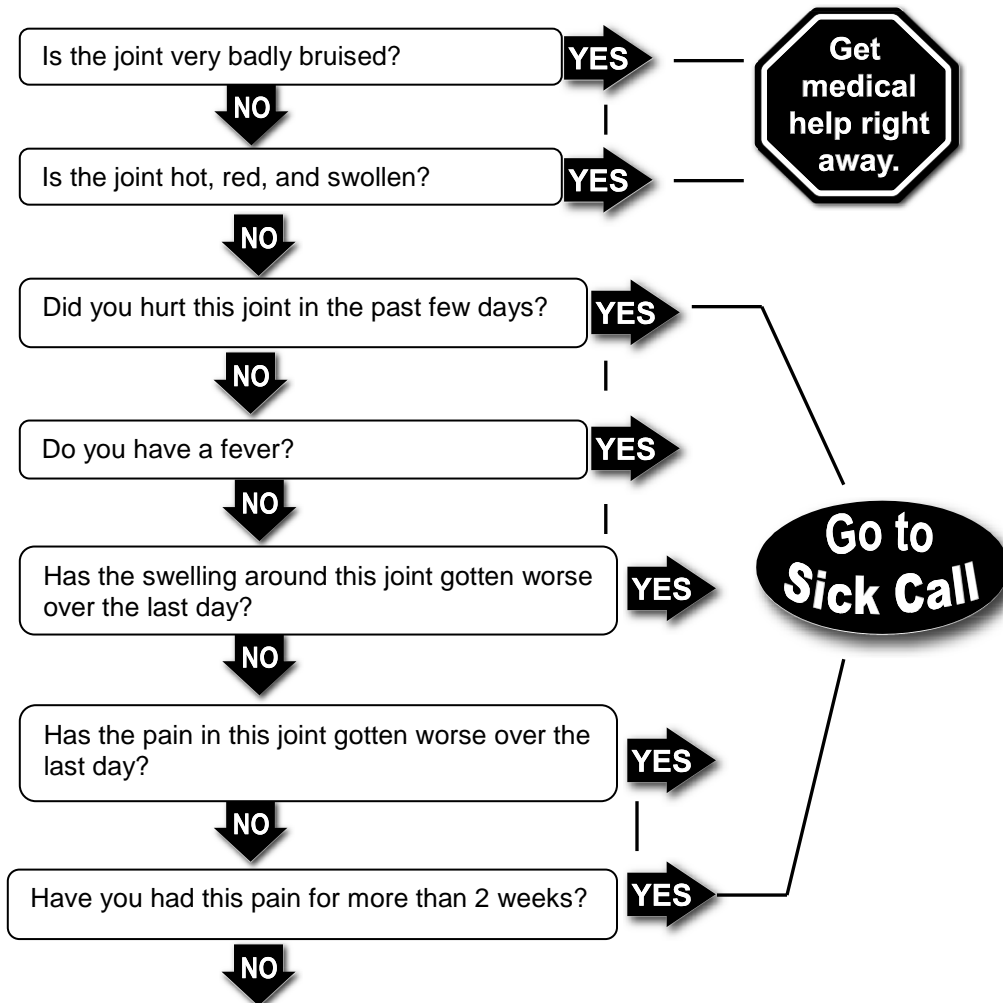 Is the joint very badly bruised?
YES
Get
medical
help right
away.
NO
Is the joint hot, red, and swollen?
YES
NO
Did you hurt this joint in the past few days?
YES
NO
Do you have a fever?
YES
NO
Go to
Sick Call
Has the swelling around this joint gotten worse
over the last day?
YES
NO
Has the pain in this joint gotten worse over the
last day?
YES
NO
Have you had this pain for more than 2 weeks?
YES
NO